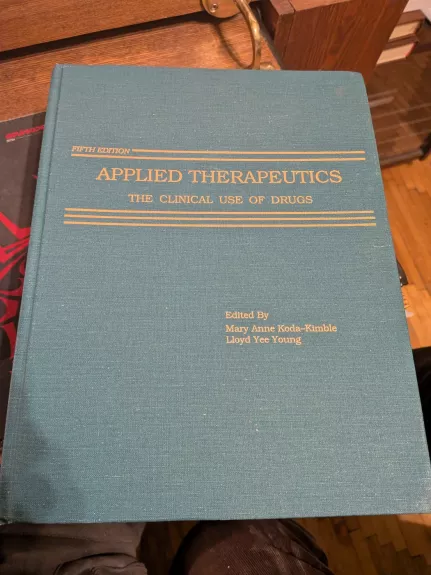 FIFTH EDITION
APPLIED THERAPEUTICS
THE CLINICAL USE OF DRUGS
Edited By
Mary Anne Koda-Kimble
Lloyd Yee Young